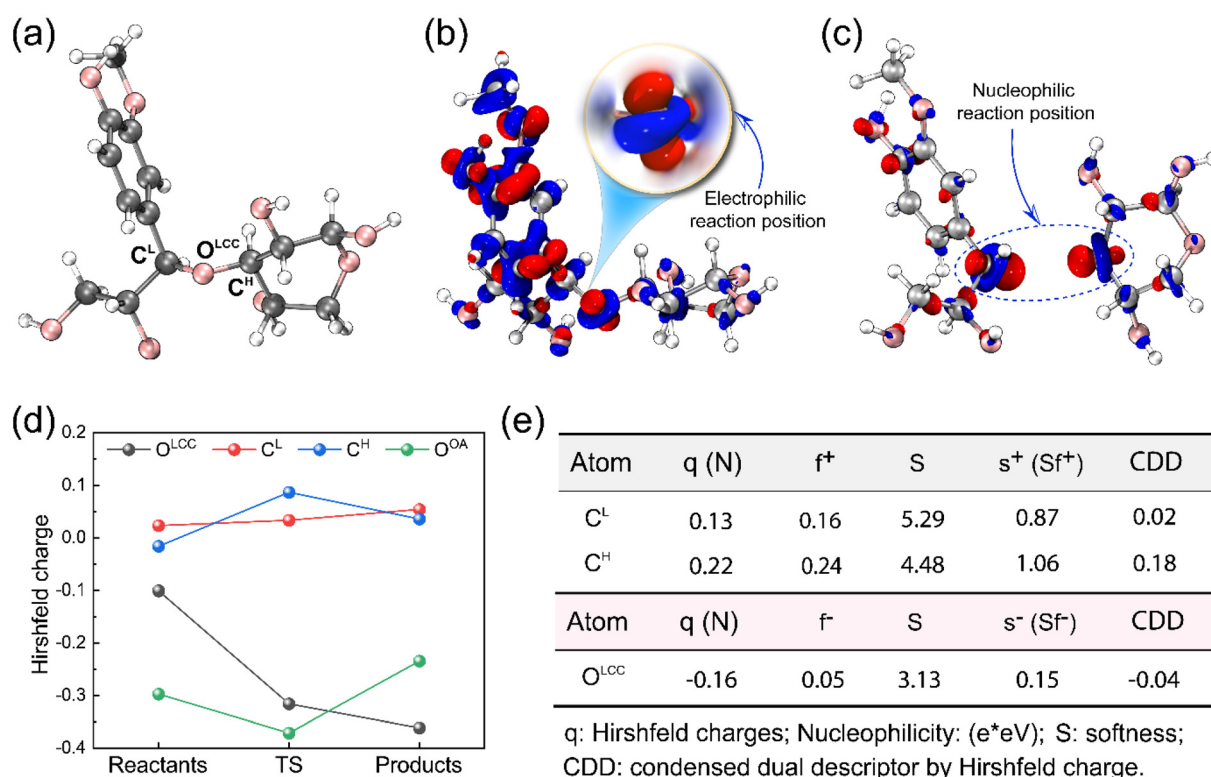 (a)
(b)
(c)
C^L
O^LCC
C^H
Electrophilic
reaction position
Nucleophilic
reaction position
(d)
O^LCC C^L C^H O^OA
Hirshfeld charge
0.2
0.1
0.0
-0.1
-0.2
-0.3
-0.4
Reactants TS Products
(e)
Atom q (N) f⁺ S s⁺ (Sf⁺) CDD
C^L 0.13 0.16 5.29 0.87 0.02
C^H 0.22 0.24 4.48 1.06 0.18
Atom q (N) f⁻ S s⁻ (Sf⁻) CDD
O^LCC -0.16 0.05 3.13 0.15 -0.04
q: Hirshfeld charges; Nucleophilicity: (e*eV); S: softness;
CDD: condensed dual descriptor by Hirshfeld charge.